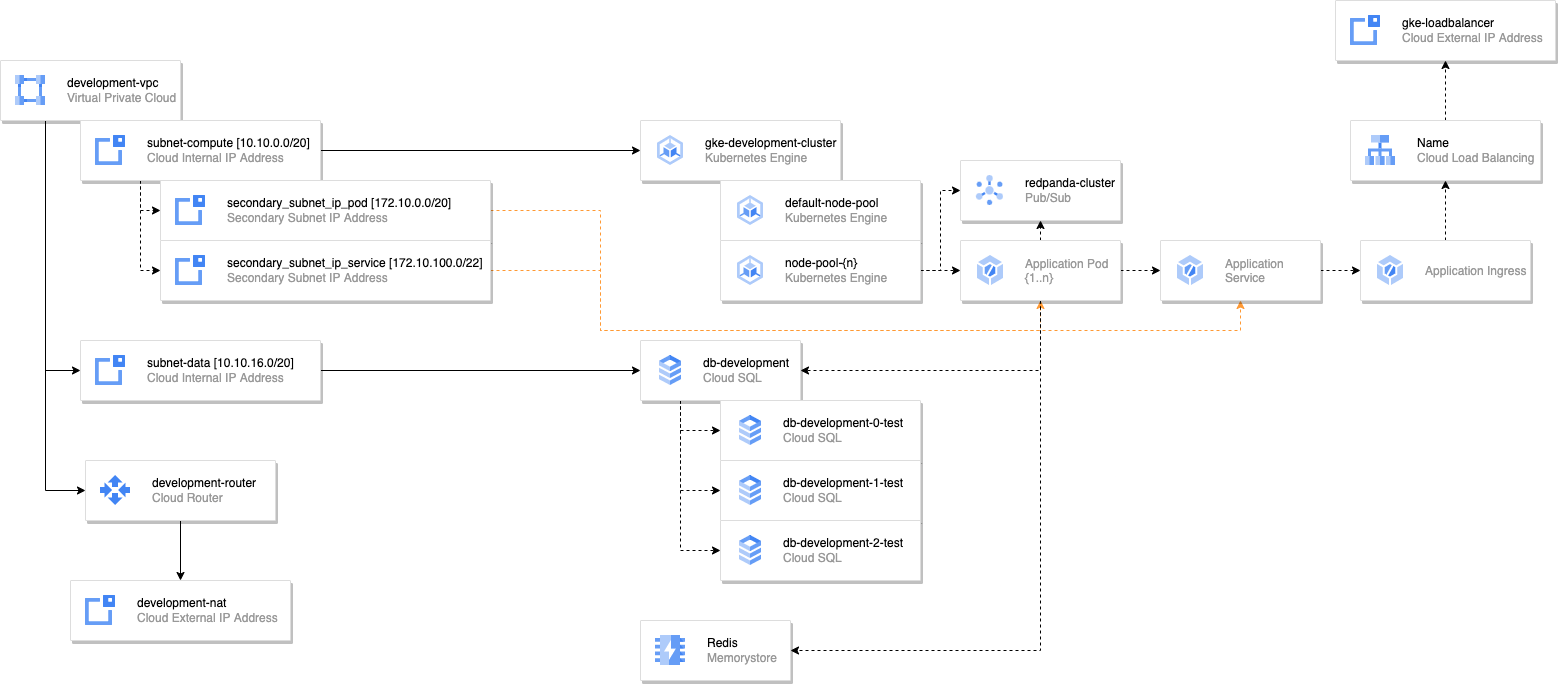 gke-loadbalancer
Cloud External IP Address
development-vpc
Virtual Private Cloud
subnet-compute [10.10.0.0/20]
Cloud Internal IP Address
gke-development-cluster
Kubernetes Engine
Name
Cloud Load Balancing
secondary_subnet_ip_pod [172.10.0.0/20]
Secondary Subnet IP Address
default-node-pool
Kubernetes Engine
redpanda-cluster
Pub/Sub
secondary_subnet_ip_service [172.10.100.0/22]
Secondary Subnet IP Address
node-pool-{n}
Kubernetes Engine
Application Pod
{1..n}
Application
Service
Application Ingress
subnet-data [10.10.16.0/20]
Cloud Internal IP Address
db-development
Cloud SQL
db-development-0-test
Cloud SQL
development-router
Cloud Router
db-development-1-test
Cloud SQL
db-development-2-test
Cloud SQL
development-nat
Cloud External IP Address
Redis
Memorystore